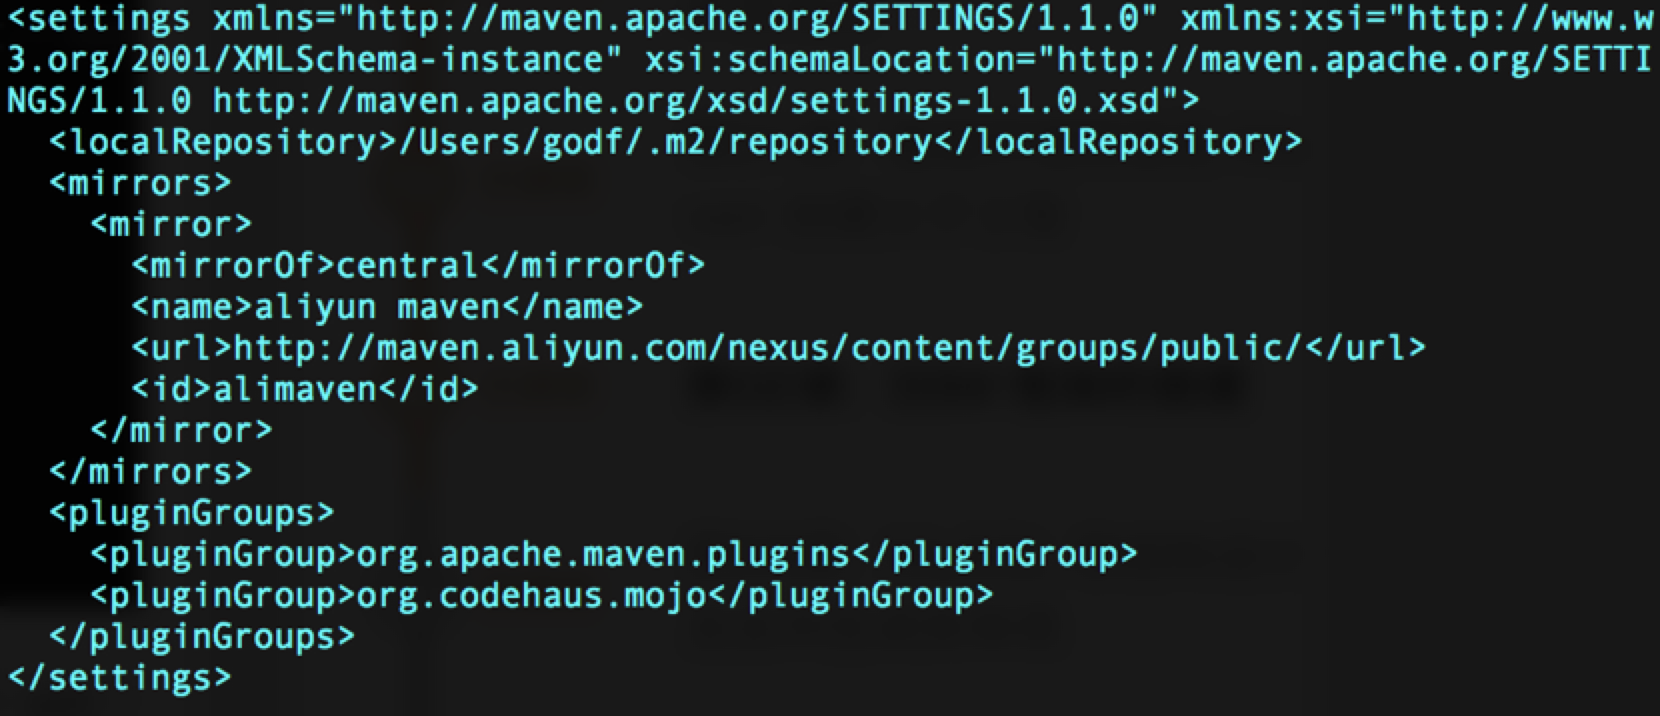 <settings xmlns="http://maven.apache.org/SETTINGS/1.1.0" xmlns:xsi="http://www.w
3.org/2001/XMLSchema-instance" xsi:schemaLocation="http://maven.apache.org/SETTI
NGS/1.1.0 http://maven.apache.org/xsd/settings-1.1.0.xsd">
  <localRepository>/Users/godf/.m2/repository</localRepository>
  <mirrors>
    <mirror>
      <mirrorOf>central</mirrorOf>
      <name>aliyun maven</name>
      <url>http://maven.aliyun.com/nexus/content/groups/public/</url>
      <id>alimaven</id>
    </mirror>
  </mirrors>
  <pluginGroups>
    <pluginGroup>org.apache.maven.plugins</pluginGroup>
    <pluginGroup>org.codehaus.mojo</pluginGroup>
  </pluginGroups>
</settings>